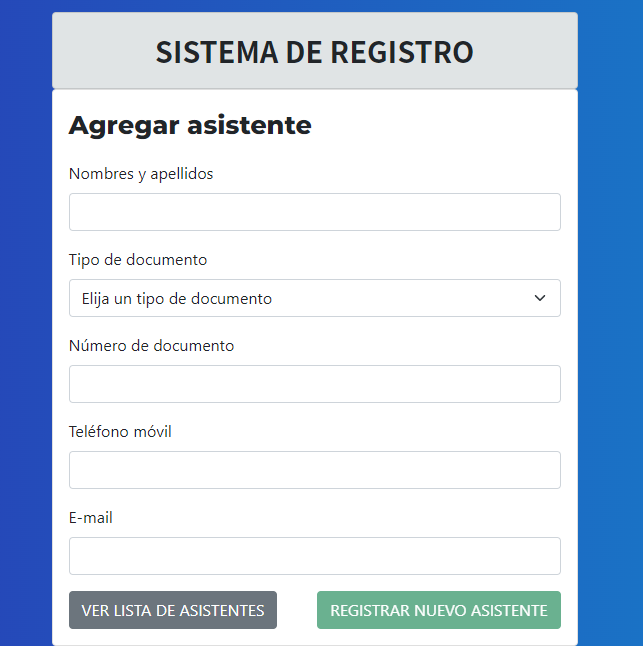 SISTEMA DE REGISTRO
Agregar asistente
Nombres y apellidos
Tipo de documento
Elija un tipo de documento
Número de documento
Teléfono móvil
E-mail
VER LISTA DE ASISTENTES
REGISTRAR NUEVO ASISTENTE